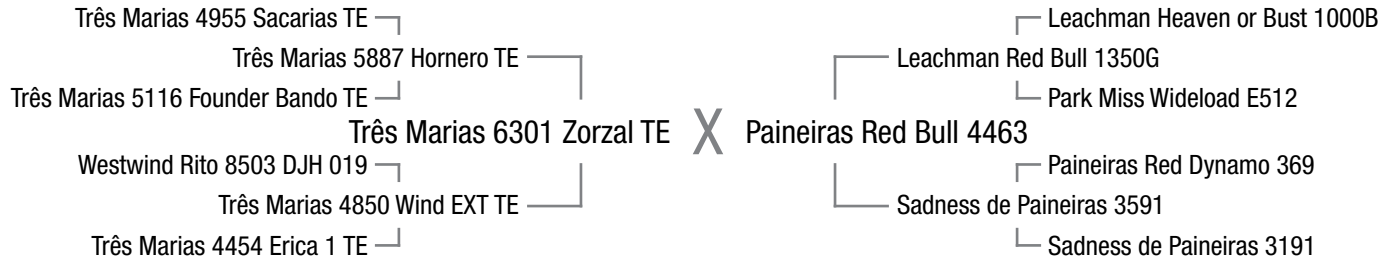 Três Marias 4955 Sacarias TE
Leachman Heaven or Bust 1000B
Três Marias 5887 Hornero TE
Leachman Red Bull 1350G
Três Marias 5116 Founder Bando TE
Park Miss Wideload E512
Três Marias 6301 Zorzal TE X Paineiras Red Bull 4463
Westwind Rito 8503 DJH 019
Paineiras Red Dynamo 369
Três Marias 4850 Wind EXT TE
Sadness de Paineiras 3591
Três Marias 4454 Erica 1 TE
Sadness de Paineiras 3191